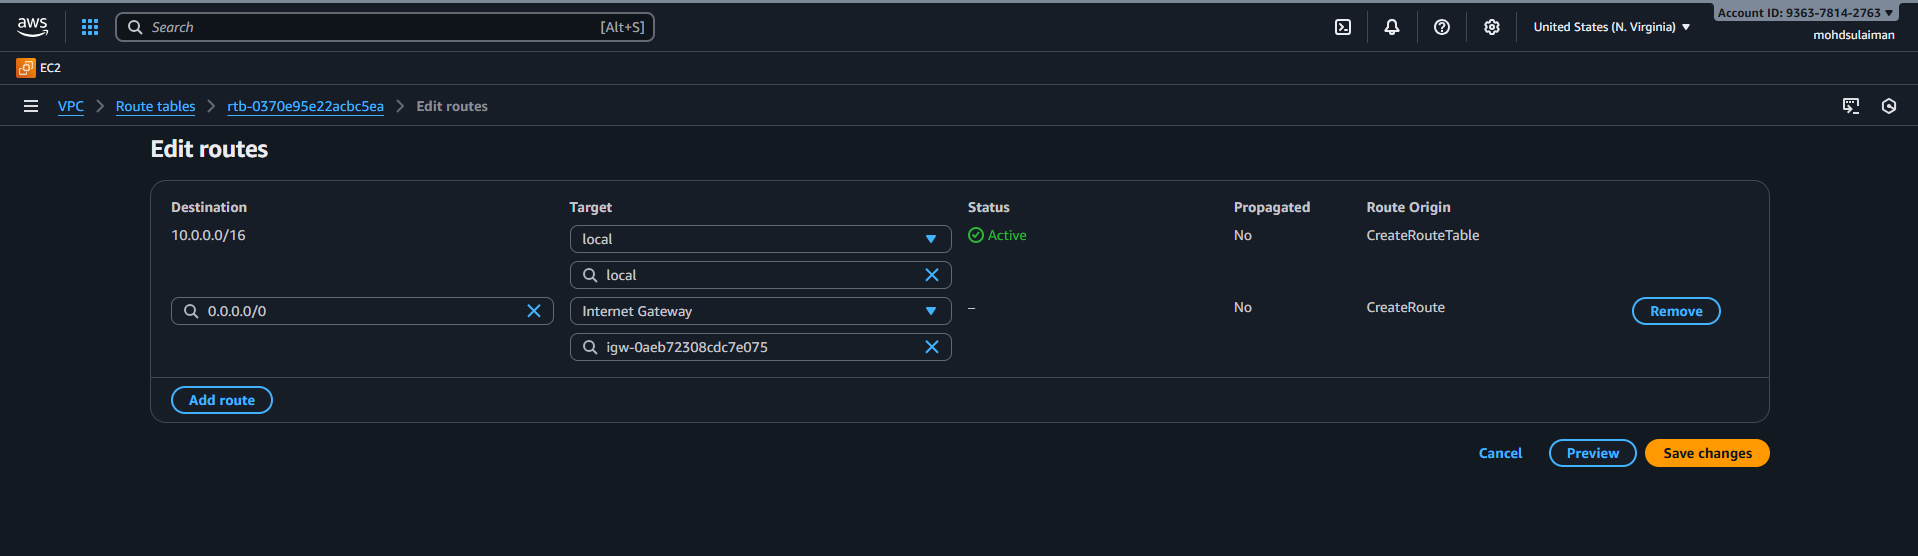 aws
Search [Alt+S]
United States (N. Virginia)
Account ID: 9363-7814-2763
mohdsulaiman
EC2
VPC > Route tables > rtb-0370e95e22acbc5ea > Edit routes
Edit routes
Destination Target Status Propagated Route Origin
10.0.0.0/16 local Active No CreateRouteTable
local
0.0.0.0/0 Internet Gateway – No CreateRoute Remove
igw-0aeb72308cdc7e075
Add route
Cancel Preview Save changes